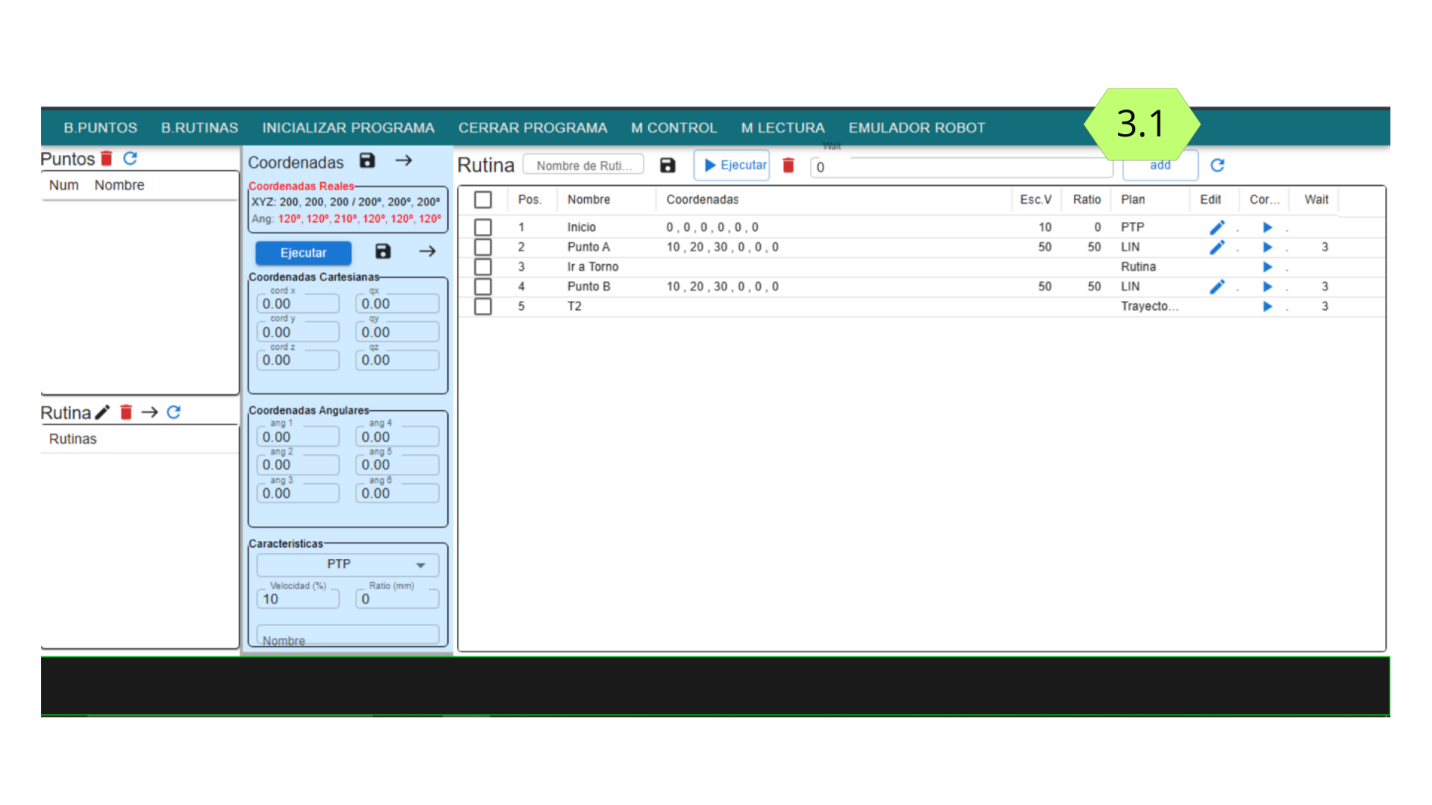 3.1
B.PUNTOS B.RUTINAS INICIALIZAR PROGRAMA CERRAR PROGRAMA M CONTROL M LECTURA EMULADOR ROBOT
Puntos
Num Nombre
Rutina
Rutinas
Coordenadas
Coordenadas Reales
XYZ: 200, 200, 200 / 200º, 200º, 200º
Ang: 120º, 120º, 210º, 120º, 120º, 120º
Ejecutar
Coordenadas Cartesianas
cord x qx
0.00 0.00
cord y qy
0.00 0.00
cord z qz
0.00 0.00
Coordenadas Angulares
ang 1 ang 4
0.00 0.00
ang 2 ang 5
0.00 0.00
ang 3 ang 6
0.00 0.00
Caracteristicas
PTP
Velocidad (%) Ratio (mm)
10 0
Nombre
Wait
Rutina Nombre de Ruti... Ejecutar 0 add
Pos. Nombre Coordenadas Esc.V Ratio Plan Edit Cor... Wait
1 Inicio 0 , 0 , 0 , 0 , 0 , 0 10 0 PTP . .
2 Punto A 10 , 20 , 30 , 0 , 0 , 0 50 50 LIN . . 3
3 Ir a Torno Rutina .
4 Punto B 10 , 20 , 30 , 0 , 0 , 0 50 50 LIN . . 3
5 T2 Trayecto... . 3